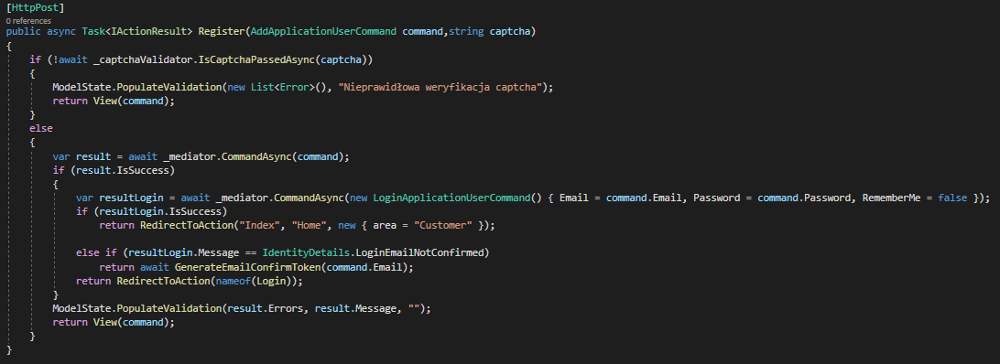 [HttpPost]
0 references
public async Task<IActionResult> Register(AddApplicationUserCommand command,string captcha)
{
    if (!await _captchaValidator.IsCaptchaPassedAsync(captcha))
    {
        ModelState.PopulateValidation(new List<Error>(), "Nieprawidłowa weryfikacja captcha");
        return View(command);
    }
    else
    {
        var result = await _mediator.CommandAsync(command);
        if (result.IsSuccess)
        {
            var resultLogin = await _mediator.CommandAsync(new LoginApplicationUserCommand() { Email = command.Email, Password = command.Password, RememberMe = false });
            if (resultLogin.IsSuccess)
                return RedirectToAction("Index", "Home", new { area = "Customer" });
            else if (resultLogin.Message == IdentityDetails.LoginEmailNotConfirmed)
                return await GenerateEmailConfirmToken(command.Email);
            return RedirectToAction(nameof(Login));
        }
        ModelState.PopulateValidation(result.Errors, result.Message, "");
        return View(command);
    }
}